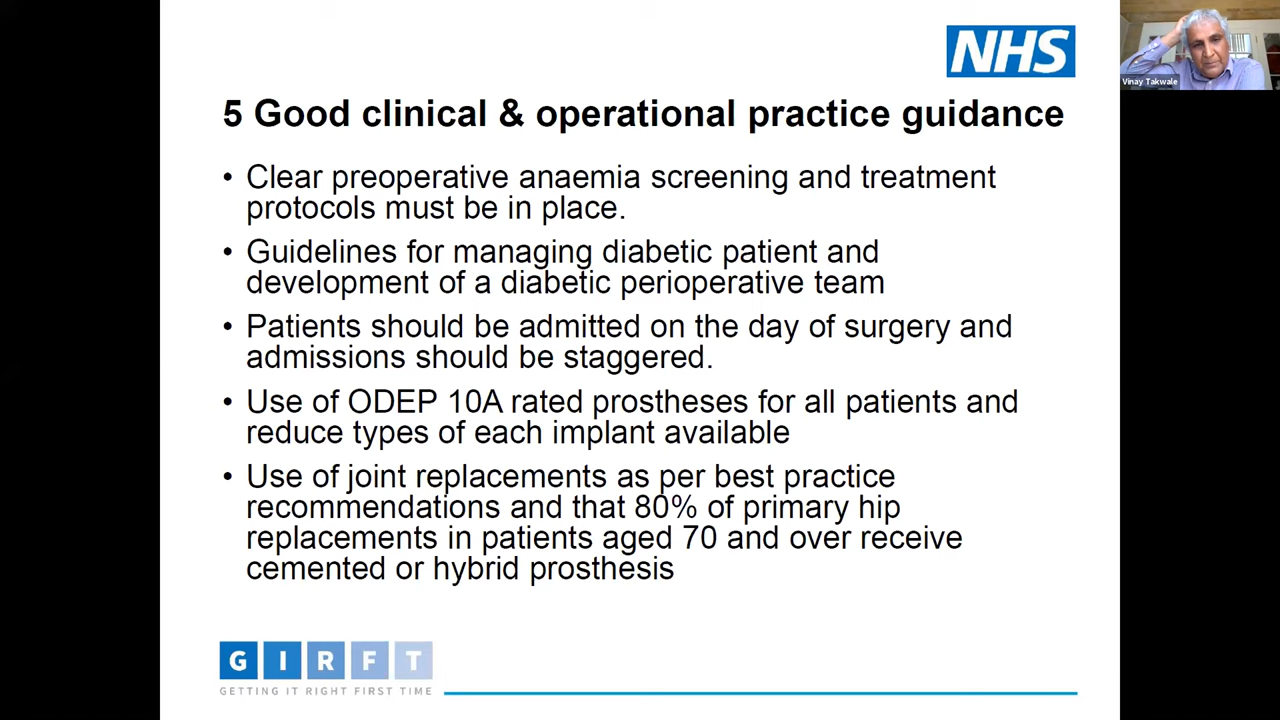 NHS
Vinay Takwale
5 Good clinical & operational practice guidance
• Clear preoperative anaemia screening and treatment
protocols must be in place.
• Guidelines for managing diabetic patient and
development of a diabetic perioperative team
• Patients should be admitted on the day of surgery and
admissions should be staggered.
• Use of ODEP 10A rated prostheses for all patients and
reduce types of each implant available
• Use of joint replacements as per best practice
recommendations and that 80% of primary hip
replacements in patients aged 70 and over receive
cemented or hybrid prosthesis
GIRFT
GETTING IT RIGHT FIRST TIME